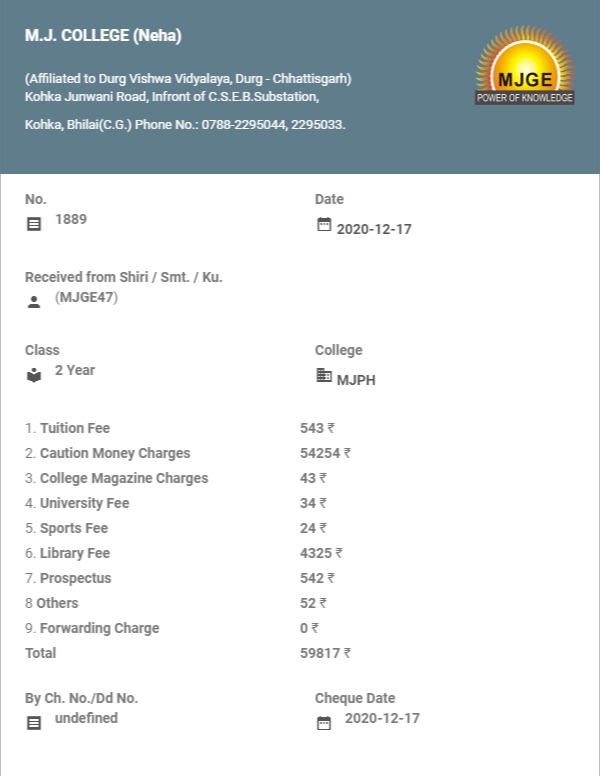 M.J. COLLEGE (Neha)
MJGE
POWER OF KNOWLEDGE
(Affiliated to Durg Vishwa Vidyalaya, Durg - Chhattisgarh)
Kohka Junwani Road, Infront of C.S.E.B.Substation,
Kohka, Bhilai(C.G.) Phone No.: 0788-2295044, 2295033.
No. Date
1889 2020-12-17
Received from Shiri / Smt. / Ku.
(MJGE47)
Class College
2 Year MJPH
1. Tuition Fee 543 ₹
2. Caution Money Charges 54254 ₹
3. College Magazine Charges 43 ₹
4. University Fee 34 ₹
5. Sports Fee 24 ₹
6. Library Fee 4325 ₹
7. Prospectus 542 ₹
8 Others 52 ₹
9. Forwarding Charge 0 ₹
Total 59817 ₹
By Ch. No./Dd No. Cheque Date
undefined 2020-12-17